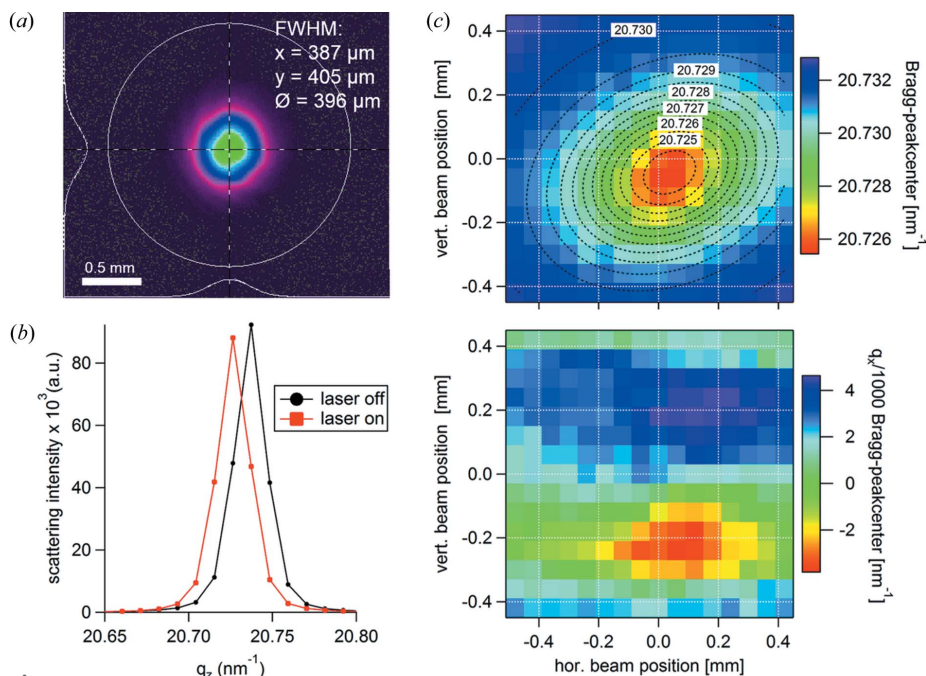 (a)
FWHM:
x = 387 µm
y = 405 µm
Ø = 396 µm
0.5 mm
(b)
scattering intensity x 10³ (a.u.)
80
60
40
20
0
laser off
laser on
20.65 20.70 20.75 20.80
q_z (nm⁻¹)
(c)
vert. beam position [mm]
0.4
0.2
0.0
-0.2
-0.4
20.730
20.729
20.728
20.727
20.726
20.725
20.732
20.730
20.728
20.726
Bragg-peakcenter [nm⁻¹]
vert. beam position [mm]
0.4
0.2
0.0
-0.2
-0.4
-0.4 -0.2 0.0 0.2 0.4
hor. beam position [mm]
4
2
0
-2
q_x/1000 Bragg-peakcenter [nm⁻¹]